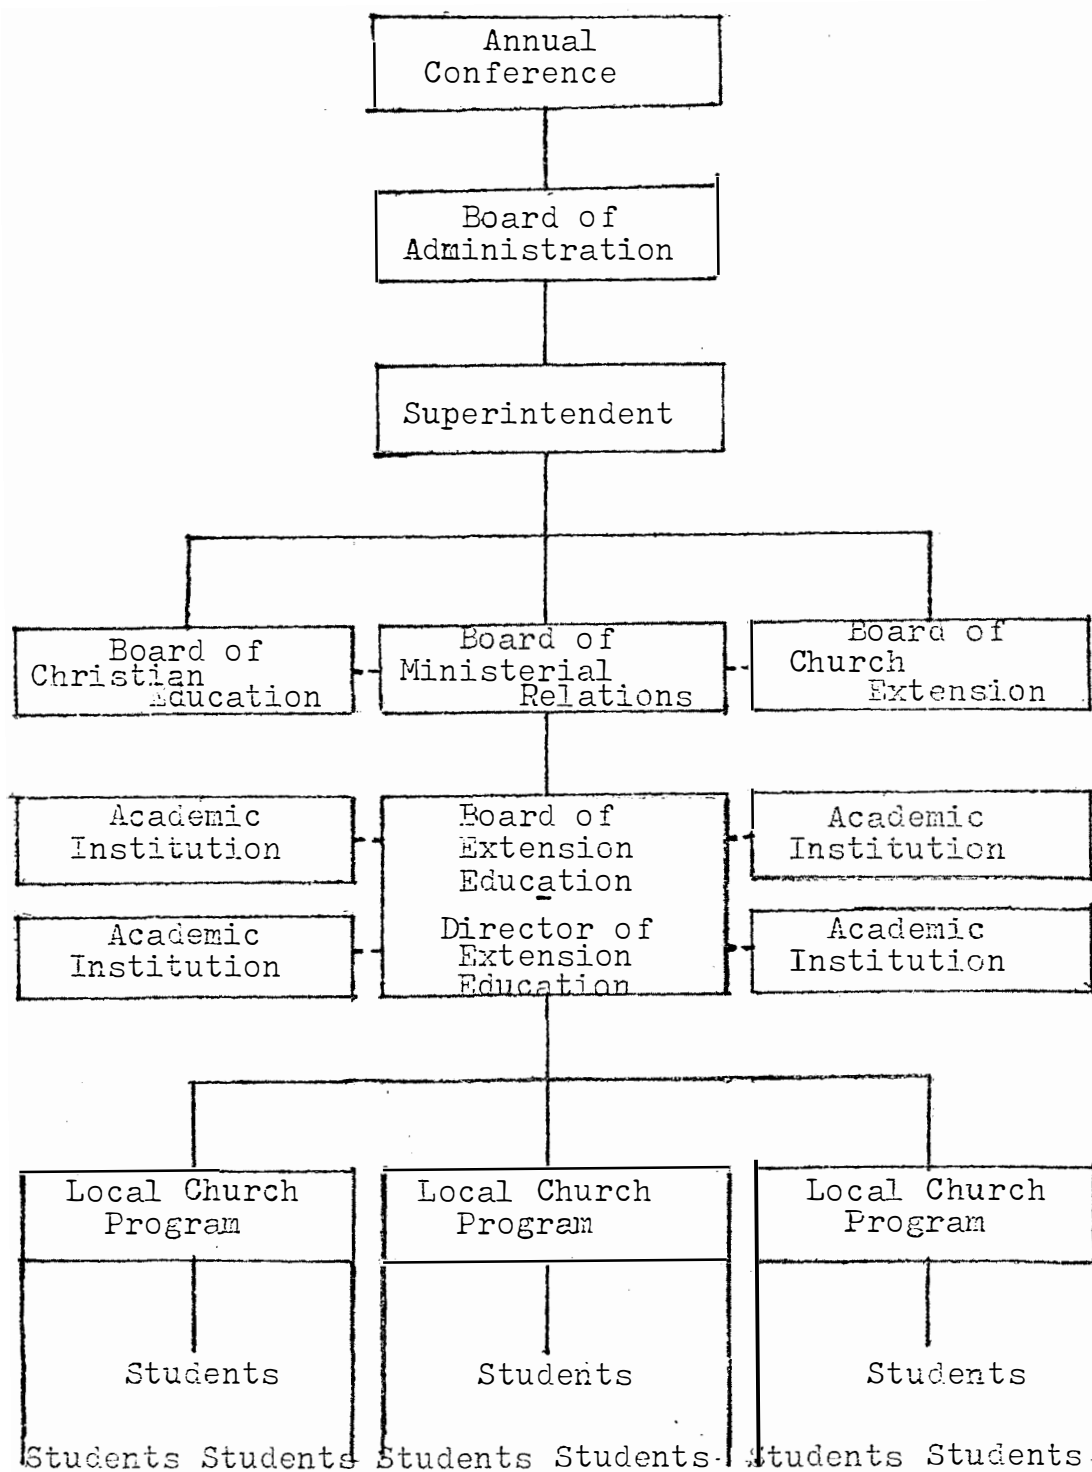 Annual
Conference
Board of
Administration
Superintendent
Board of
Christian
Education
Board of
Ministerial
Relations
Board of
Church
Extension
Academic
Institution
Board of
Extension
Education
-
Director of
Extension
Education
Academic
Institution
Academic
Institution
Academic
Institution
Local Church
Program
Local Church
Program
Local Church
Program
Students
Students
Students
Students Students
Students Students
Students Students